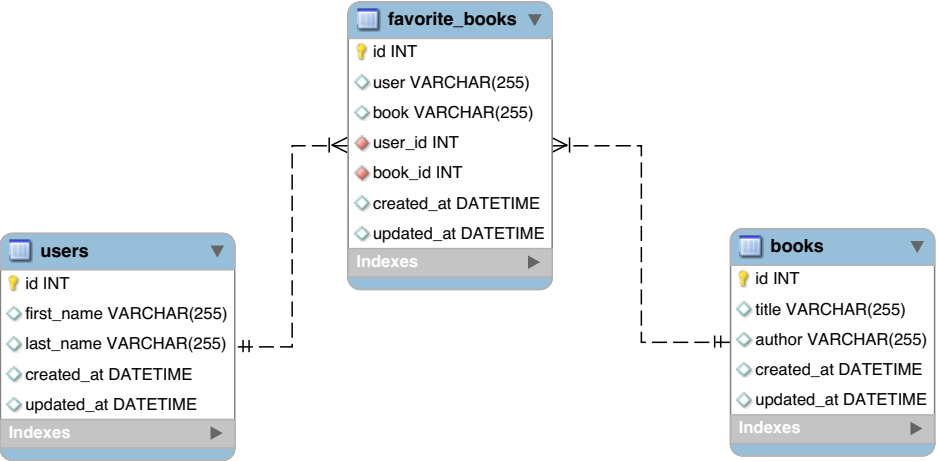 favorite_books
id INT
user VARCHAR(255)
book VARCHAR(255)
user_id INT
book_id INT
created_at DATETIME
updated_at DATETIME
Indexes
users
id INT
first_name VARCHAR(255)
last_name VARCHAR(255)
created_at DATETIME
updated_at DATETIME
Indexes
books
id INT
title VARCHAR(255)
author VARCHAR(255)
created_at DATETIME
updated_at DATETIME
Indexes